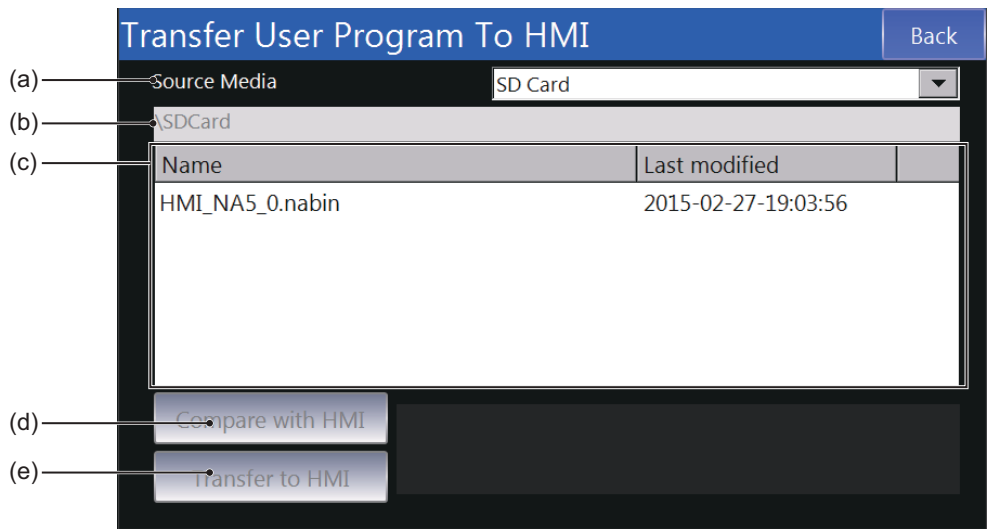 Transfer User Program To HMI Back
(a) Source Media SD Card
(b) \SDCard
(c) Name Last modified
HMI_NA5_0.nabin 2015-02-27-19:03:56
(d) Compare with HMI
(e) Transfer to HMI